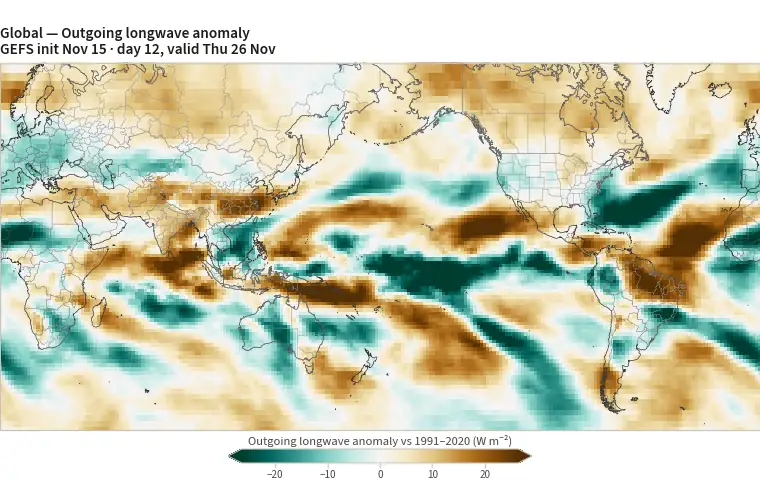 Global — Outgoing longwave anomaly
GEFS init Nov 15 · day 12, valid Thu 26 Nov
Outgoing longwave anomaly vs 1991–2020 (W m⁻²)
−20 −10 0 10 20